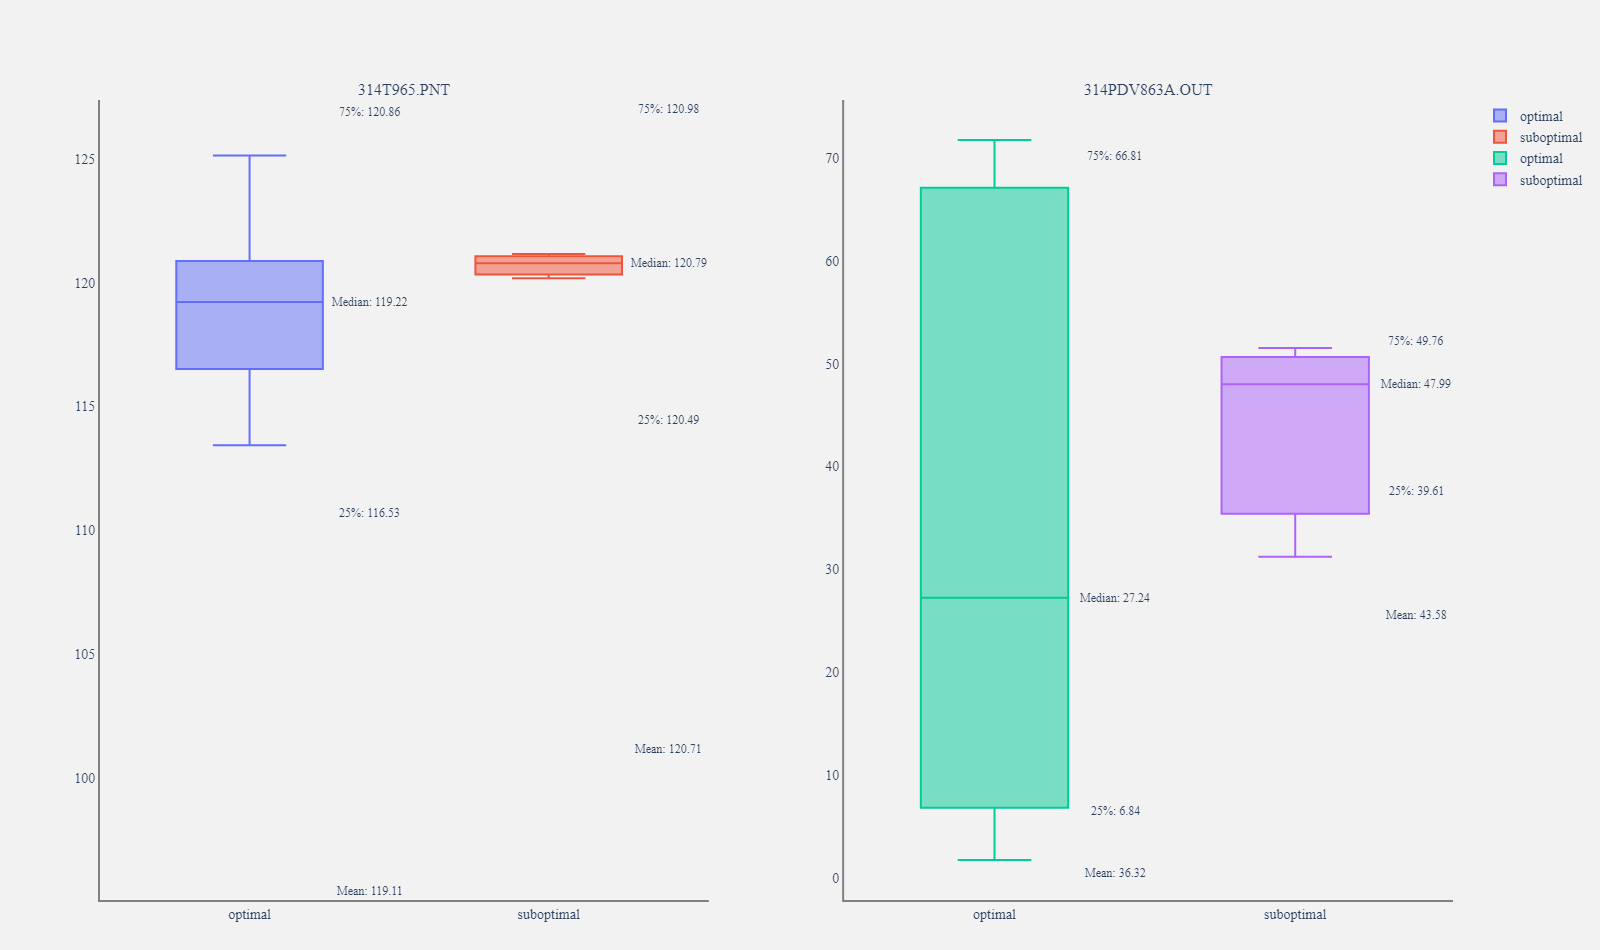 314T965.PNT
75%: 120.86
75%: 120.98
125
120
115
110
105
100
Median: 120.79
Median: 119.22
25%: 120.49
25%: 116.53
Mean: 120.71
Mean: 119.11
optimal
suboptimal
314PDV863A.OUT
70
60
50
40
30
20
10
0
75%: 66.81
75%: 49.76
Median: 47.99
25%: 39.61
Median: 27.24
Mean: 43.58
25%: 6.84
Mean: 36.32
optimal
suboptimal
optimal
suboptimal
optimal
suboptimal